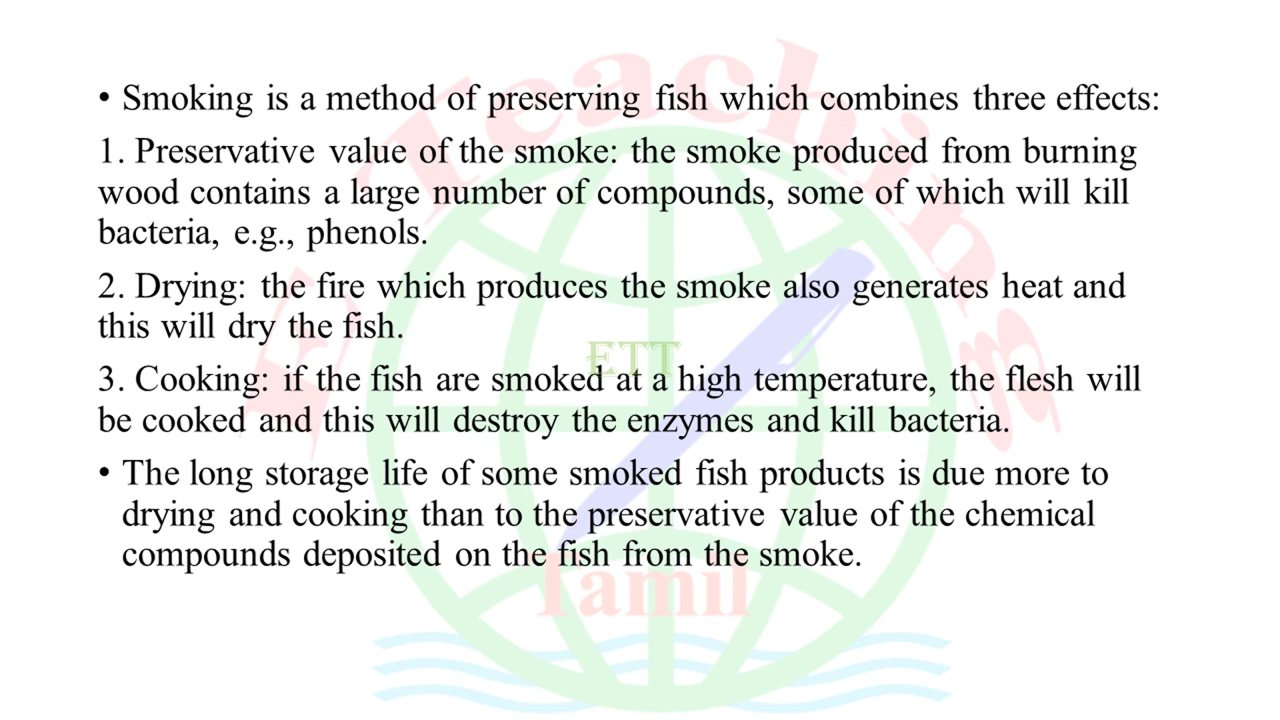 • Smoking is a method of preserving fish which combines three effects:
1. Preservative value of the smoke: the smoke produced from burning
wood contains a large number of compounds, some of which will kill
bacteria, e.g., phenols.
2. Drying: the fire which produces the smoke also generates heat and
this will dry the fish.
ETT
3. Cooking: if the fish are smoked at a high temperature, the flesh will
be cooked and this will destroy the enzymes and kill bacteria.
• The long storage life of some smoked fish products is due more to
drying and cooking than to the preservative value of the chemical
compounds deposited on the fish from the smoke.
Teaching
Tamil